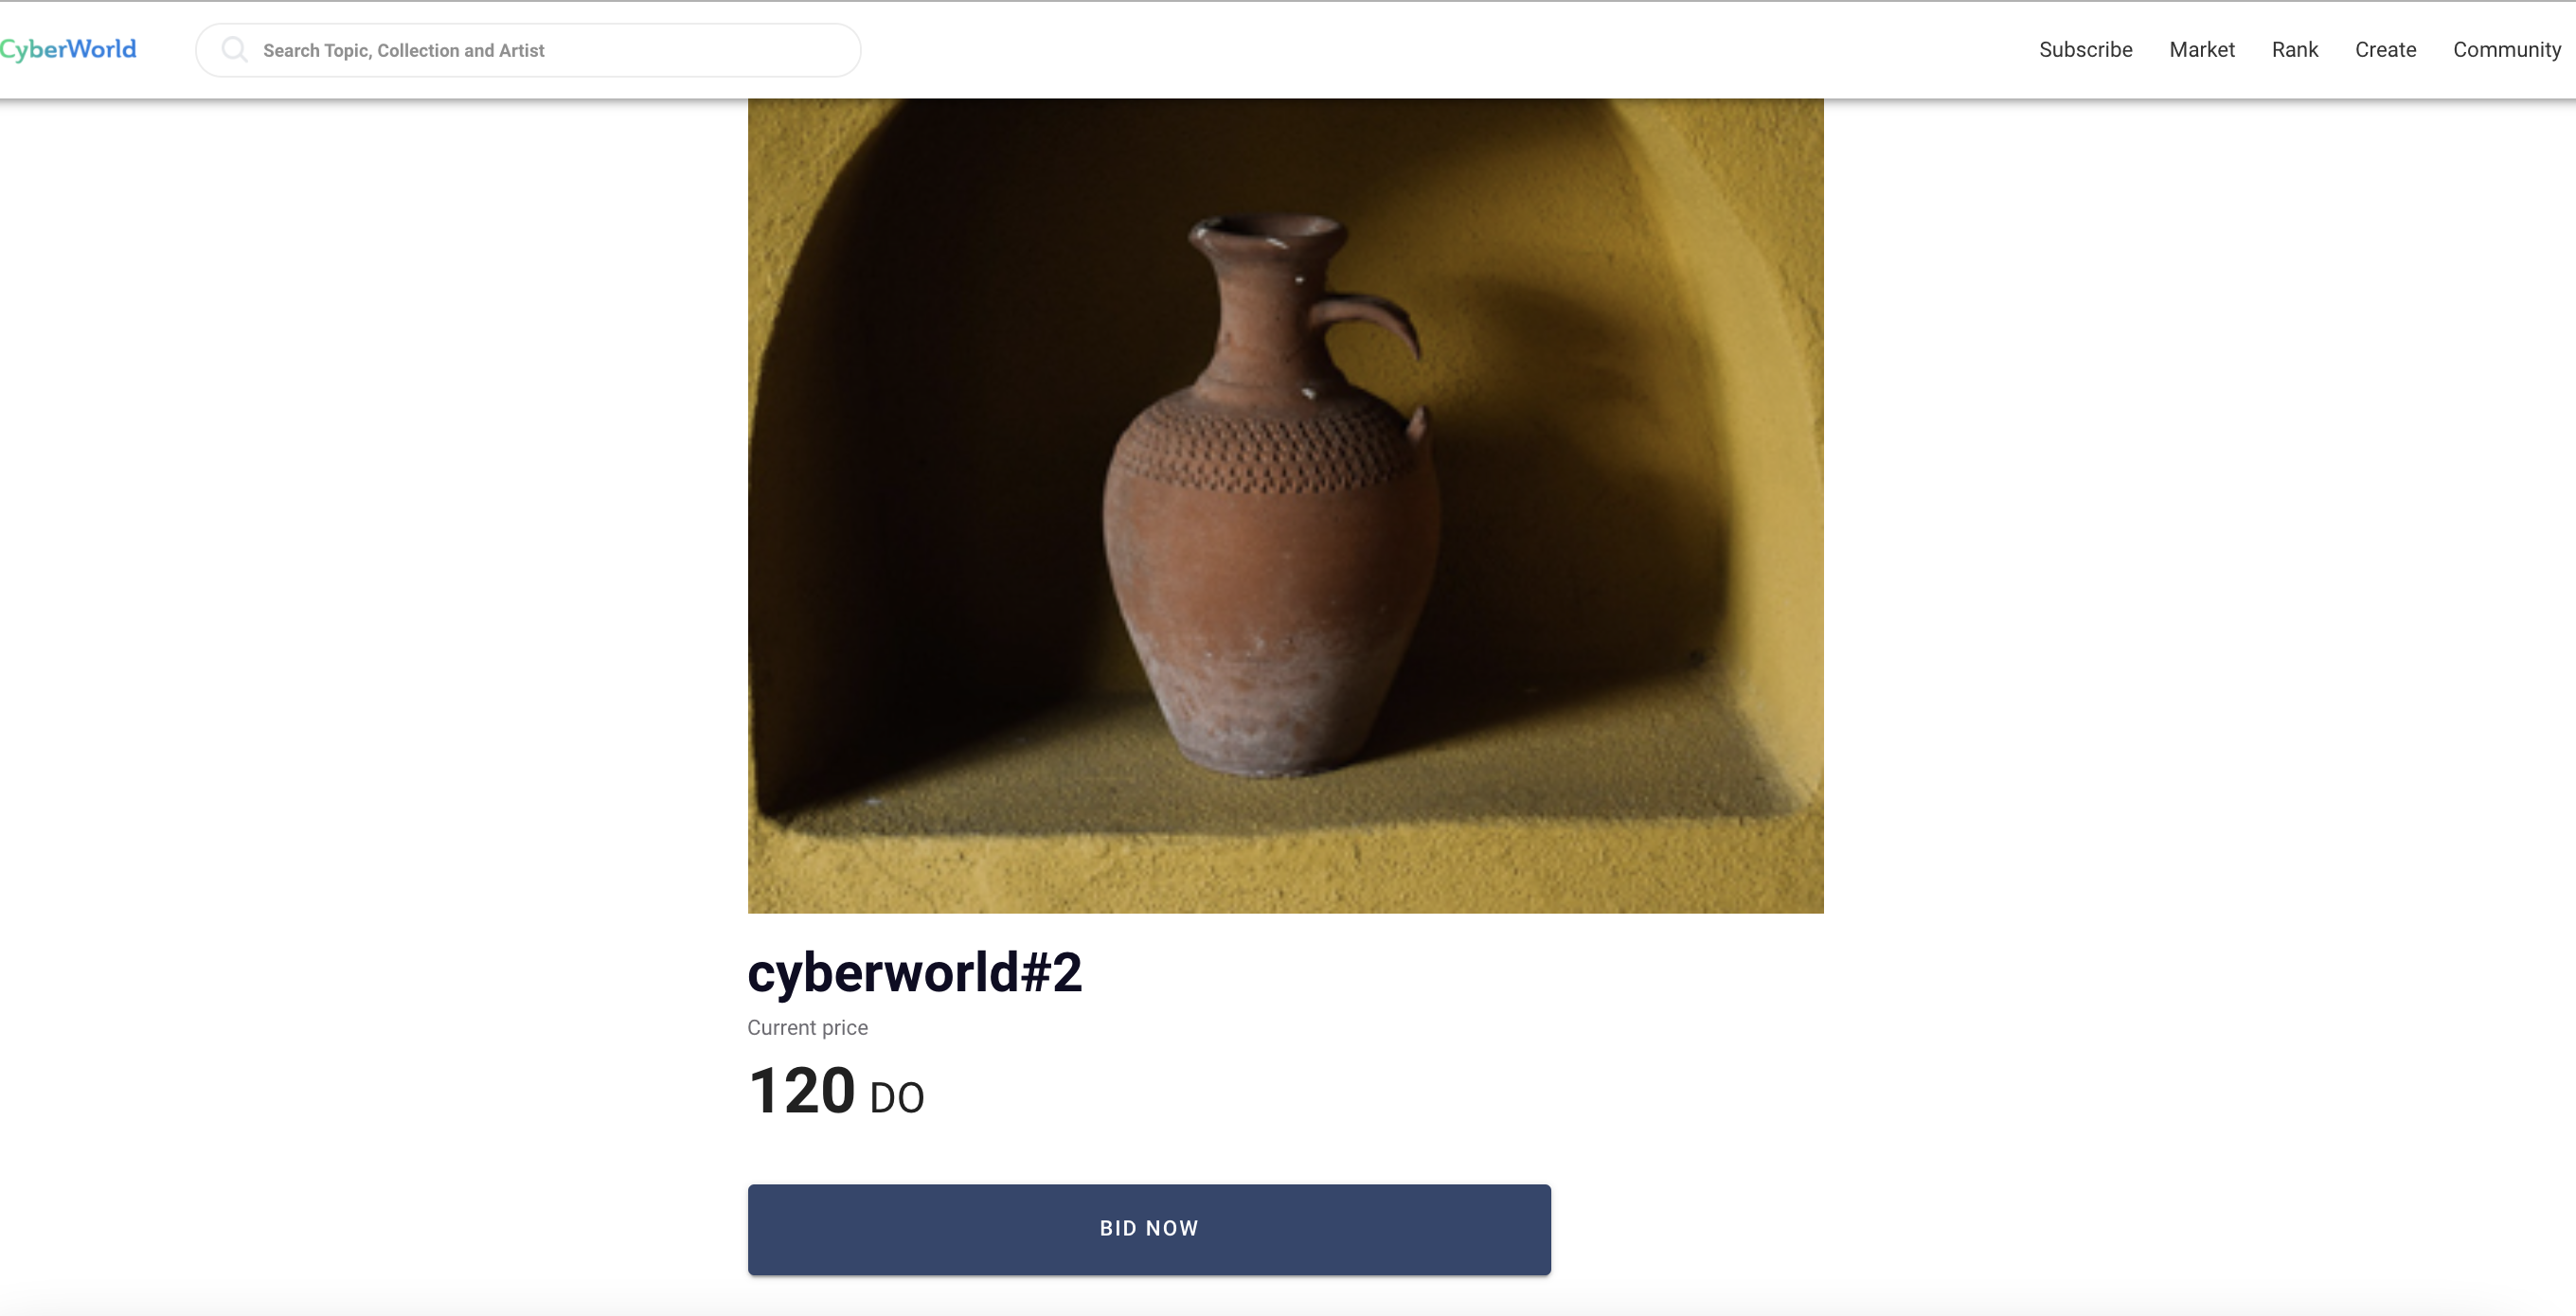 CyberWorld
Search Topic, Collection and Artist
Subscribe Market Rank Create Community
cyberworld#2
Current price
120 DO
BID NOW